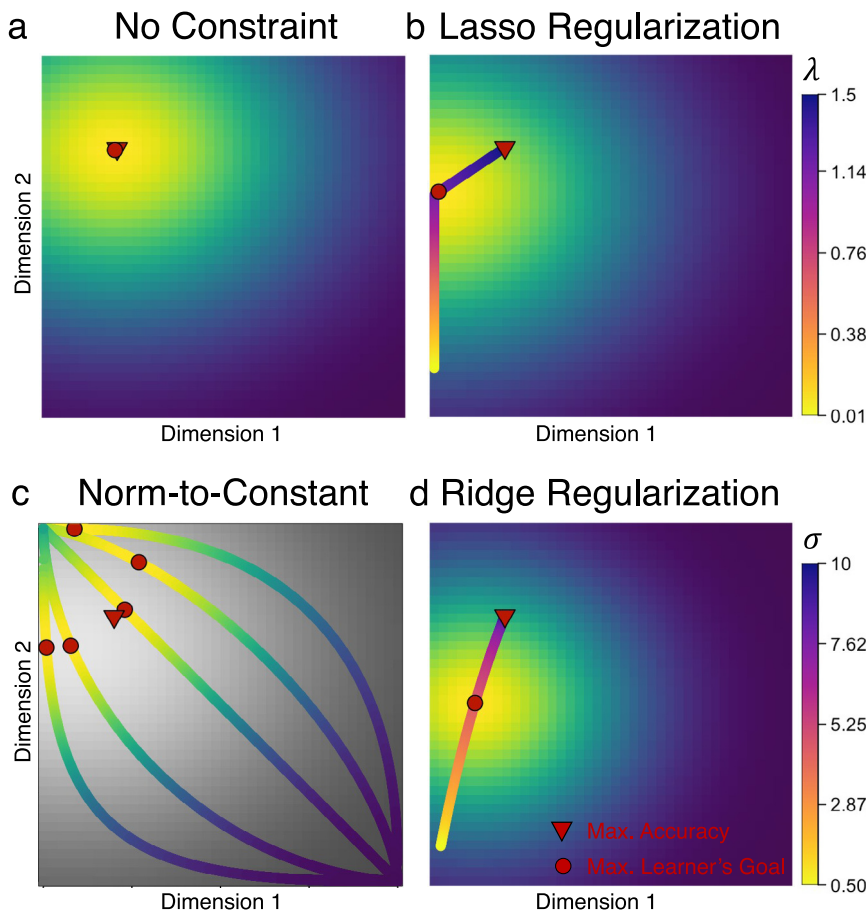 a
No Constraint
b
Lasso Regularization
λ
1.5
1.14
0.76
0.38
0.01
Dimension 2
Dimension 1
Dimension 1
c
Norm-to-Constant
d
Ridge Regularization
σ
10
7.62
5.25
2.87
0.50
Dimension 2
Max. Accuracy
Max. Learner's Goal
Dimension 1
Dimension 1